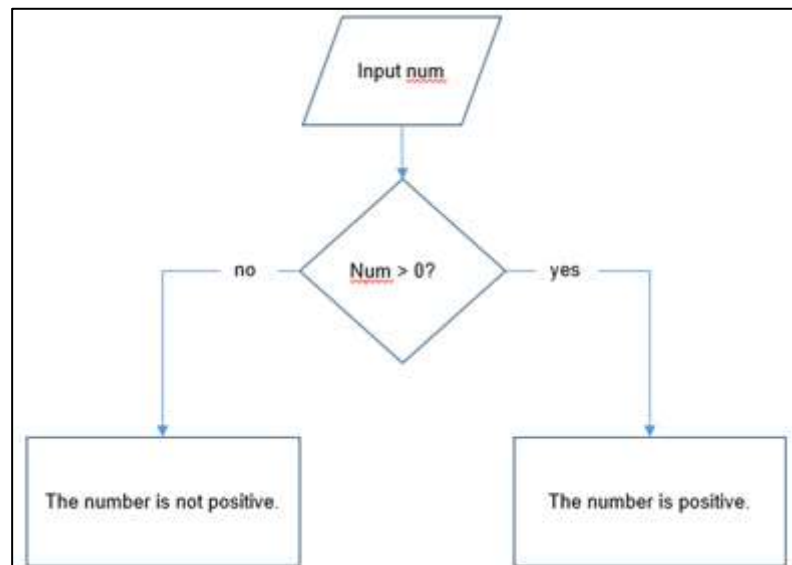 Input num
Num > 0?
no
yes
The number is not positive.
The number is positive.